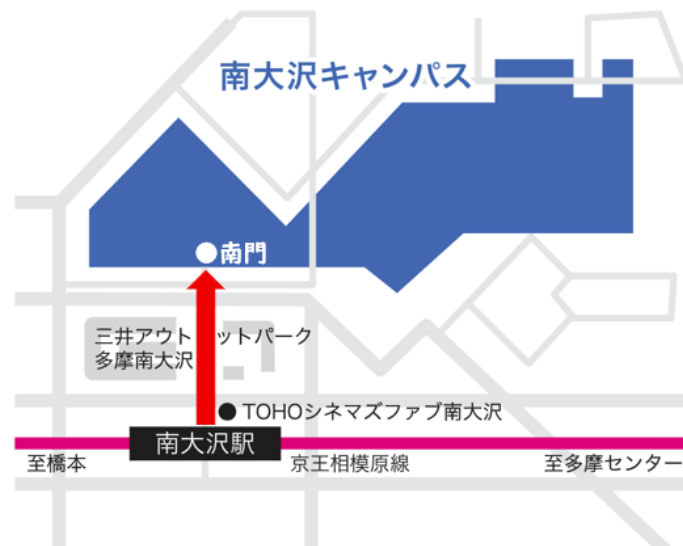 南大沢キャンパス
南門
三井アウト ットパーク
多摩南大沢
TOHOシネマズファブ南大沢
南大沢駅
至橋本
京王相模原線
至多摩センター